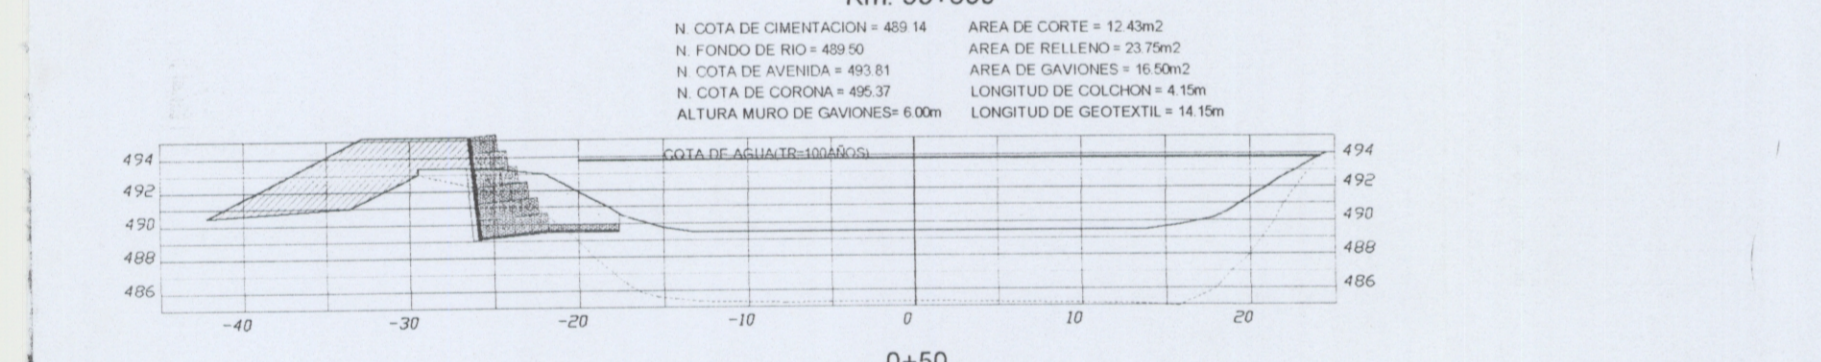 N. COTA DE CIMENTACION = 489.14 AREA DE CORTE = 12.43m2
N. FONDO DE RIO = 489.50 AREA DE RELLENO = 23.75m2
N. COTA DE AVENIDA = 493.81 AREA DE GAVIONES = 16.50m2
N. COTA DE CORONA = 495.37 LONGITUD DE COLCHON = 4.15m
ALTURA MURO DE GAVIONES= 6.00m LONGITUD DE GEOTEXTIL = 14.15m
COTA DE AGUA(TR=100AÑOS)
494 494
492 492
490 490
488 488
486 486
-40 -30 -20 -10 0 10 20